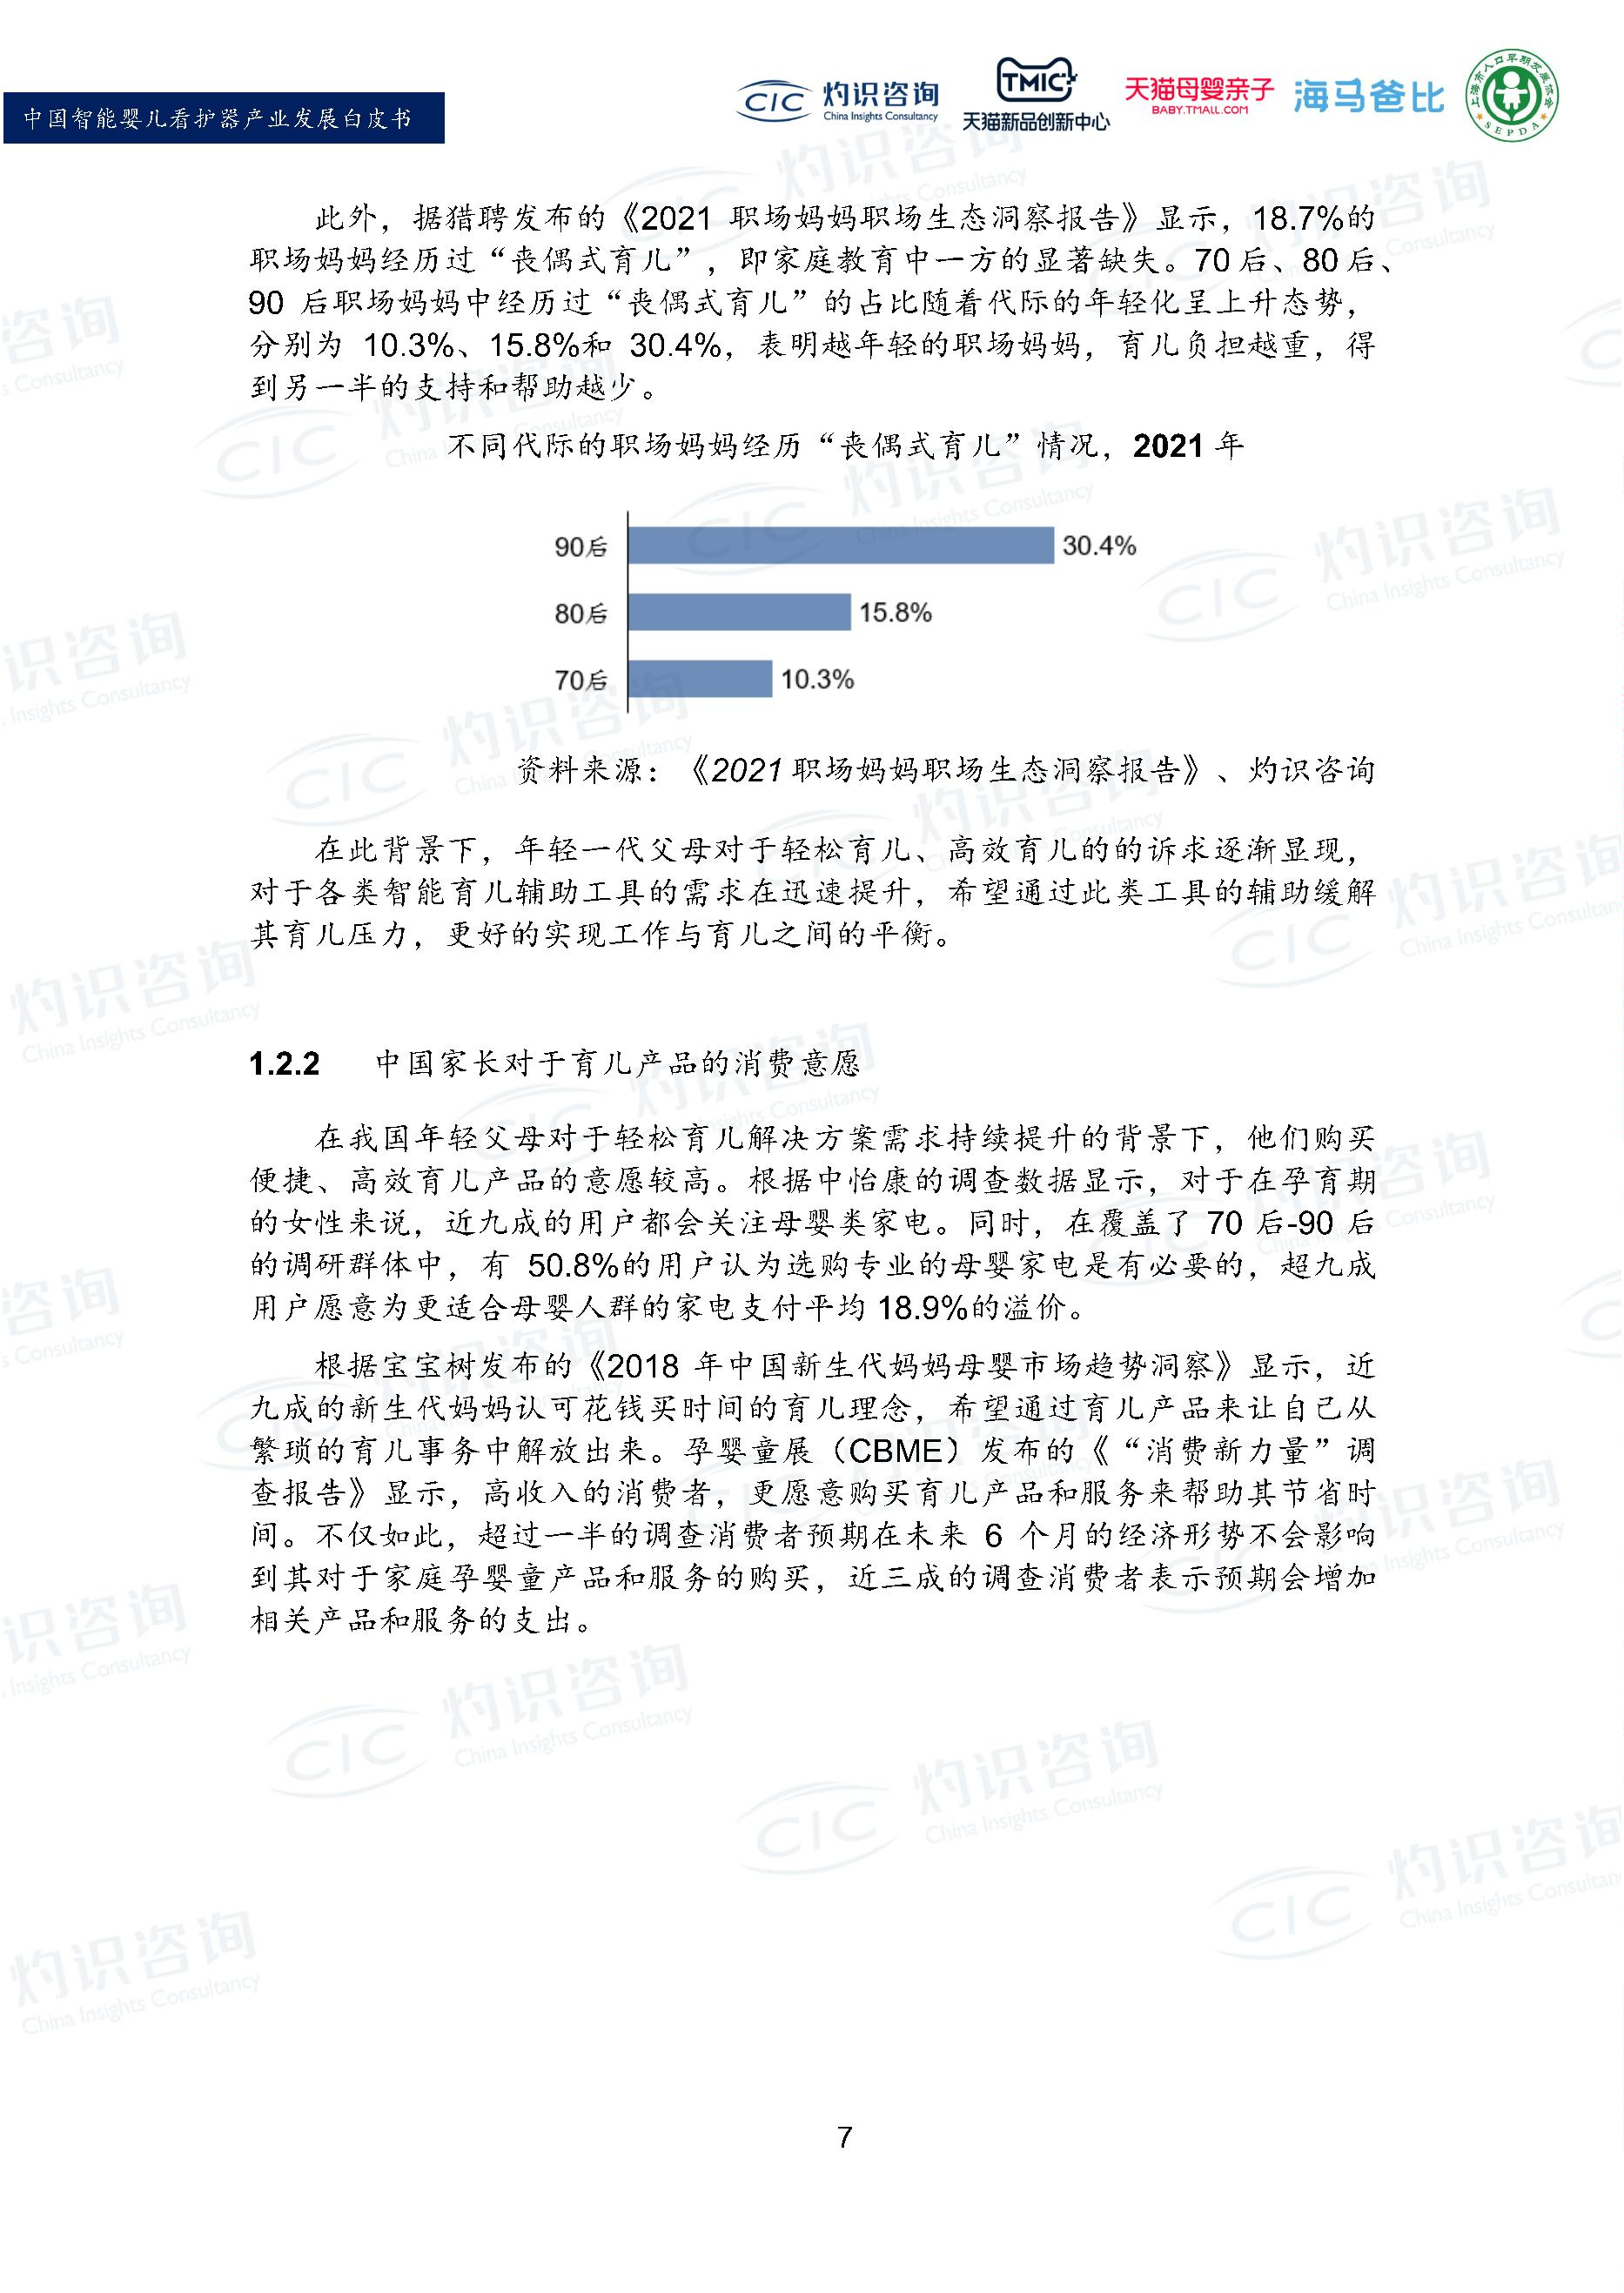 中国智能婴儿看护器产业发展白皮书
CIC 灼识咨询
China Insights Consultancy
TMIC
天猫新品创新中心
天猫母婴亲子
BABY.TMALL.COM
海马爸比
上海市人口早期发展协会
SEPDA
此外，据猎聘发布的《2021 职场妈妈职场生态洞察报告》显示，18.7%的
职场妈妈经历过“丧偶式育儿”，即家庭教育中一方的显著缺失。70 后、80 后、
90 后职场妈妈中经历过“丧偶式育儿”的占比随着代际的年轻化呈上升态势，
分别为 10.3%、15.8%和 30.4%，表明越年轻的职场妈妈，育儿负担越重，得
到另一半的支持和帮助越少。
不同代际的职场妈妈经历“丧偶式育儿”情况，2021 年
90后 30.4%
80后 15.8%
70后 10.3%
资料来源：《2021 职场妈妈职场生态洞察报告》、灼识咨询
在此背景下，年轻一代父母对于轻松育儿、高效育儿的的诉求逐渐显现，
对于各类智能育儿辅助工具的需求在迅速提升，希望通过此类工具的辅助缓解
其育儿压力，更好的实现工作与育儿之间的平衡。
1.2.2 中国家长对于育儿产品的消费意愿
在我国年轻父母对于轻松育儿解决方案需求持续提升的背景下，他们购买
便捷、高效育儿产品的意愿较高。根据中怡康的调查数据显示，对于在孕育期
的女性来说，近九成的用户都会关注母婴类家电。同时，在覆盖了 70 后-90 后
的调研群体中，有 50.8%的用户认为选购专业的母婴家电是有必要的，超九成
用户愿意为更适合母婴人群的家电支付平均 18.9%的溢价。
根据宝宝树发布的《2018 年中国新生代妈妈母婴市场趋势洞察》显示，近
九成的新生代妈妈认可花钱买时间的育儿理念，希望通过育儿产品来让自己从
繁琐的育儿事务中解放出来。孕婴童展（CBME）发布的《“消费新力量”调
查报告》显示，高收入的消费者，更愿意购买育儿产品和服务来帮助其节省时
间。不仅如此，超过一半的调查消费者预期在未来 6 个月的经济形势不会影响
到其对于家庭孕婴童产品和服务的购买，近三成的调查消费者表示预期会增加
相关产品和服务的支出。
7